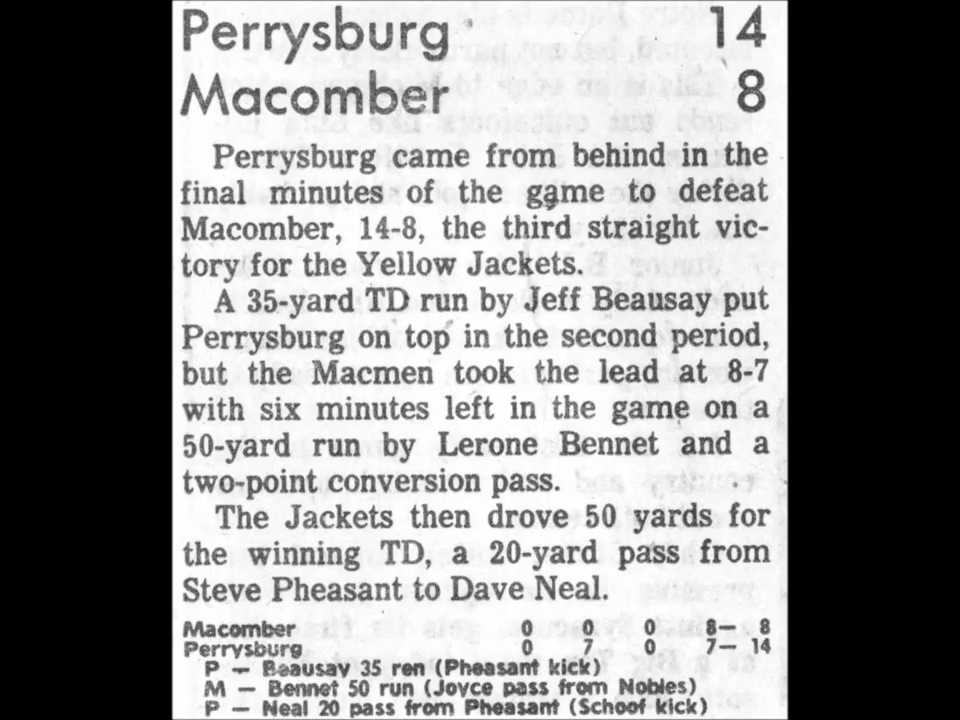 Perrysburg 14
Macomber 8
Perrysburg came from behind in the
final minutes of the game to defeat
Macomber, 14-8, the third straight vic-
tory for the Yellow Jackets.
A 35-yard TD run by Jeff Beausay put
Perrysburg on top in the second period,
but the Macmen took the lead at 8-7
with six minutes left in the game on a
50-yard run by Lerone Bennet and a
two-point conversion pass.
The Jackets then drove 50 yards for
the winning TD, a 20-yard pass from
Steve Pheasant to Dave Neal.
Macomber 0 0 0 8— 8
Perrysburg 0 7 0 7— 14
P — Beausay 35 ren (Pheasant kick)
M — Bennet 50 run (Joyce pass from Nobles)
P — Neal 20 pass from Pheasant (Schoof kick)